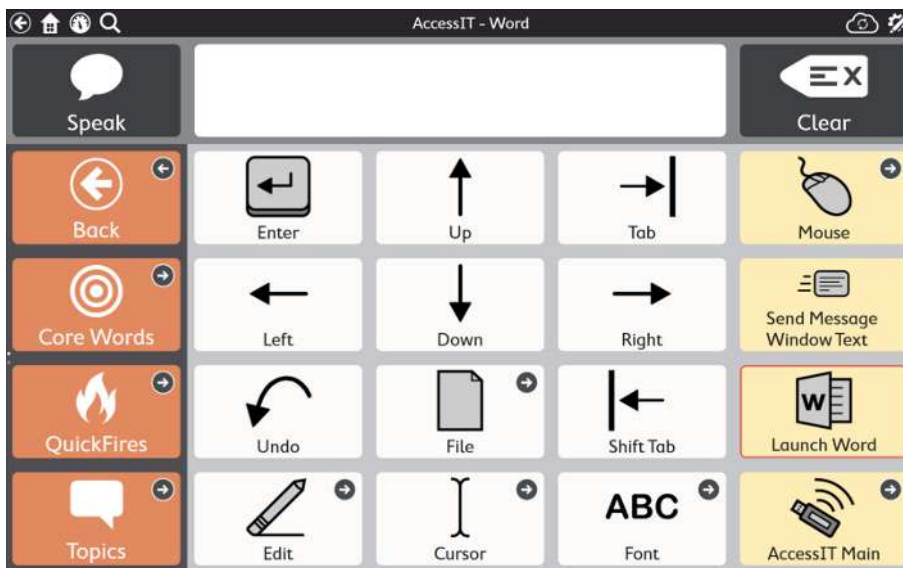 AccessIT - Word
Speak
Clear
Back
Enter
Up
Tab
Mouse
Core Words
Left
Down
Right
Send Message
Window Text
QuickFires
Undo
File
Shift Tab
W
Launch Word
Topics
Edit
Cursor
ABC
Font
AccessIT Main